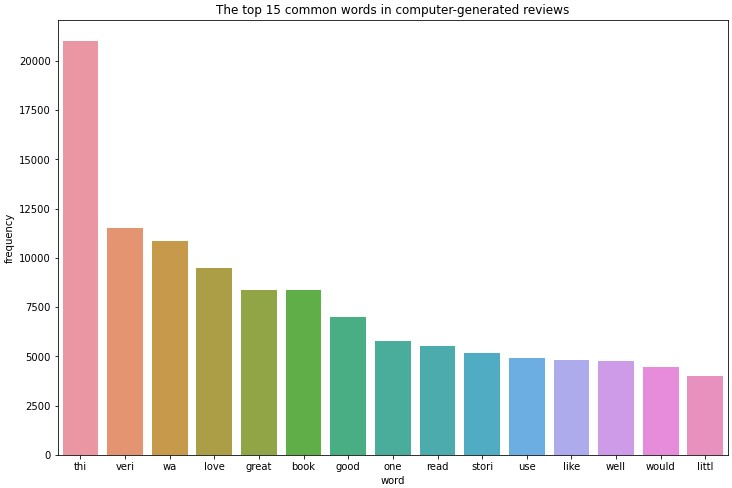 The top 15 common words in computer-generated reviews
frequency
20000
17500
15000
12500
10000
7500
5000
2500
0
thi veri wa love great book good one read stori use like well would littl
word